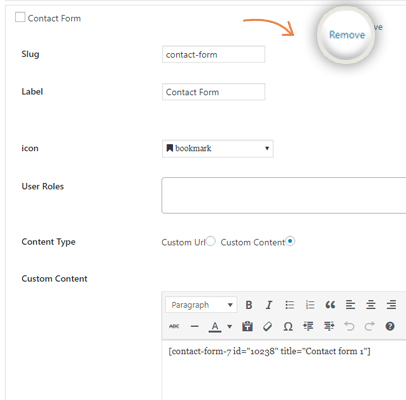 Contact Form
Remove
ve
Slug
contact-form
Label
Contact Form
icon
bookmark
User Roles
Content Type
Custom Url
Custom Content
Custom Content
Paragraph
B I
ABC
A
Ω
?
[contact-form-7 id="10238" title="Contact form 1"]